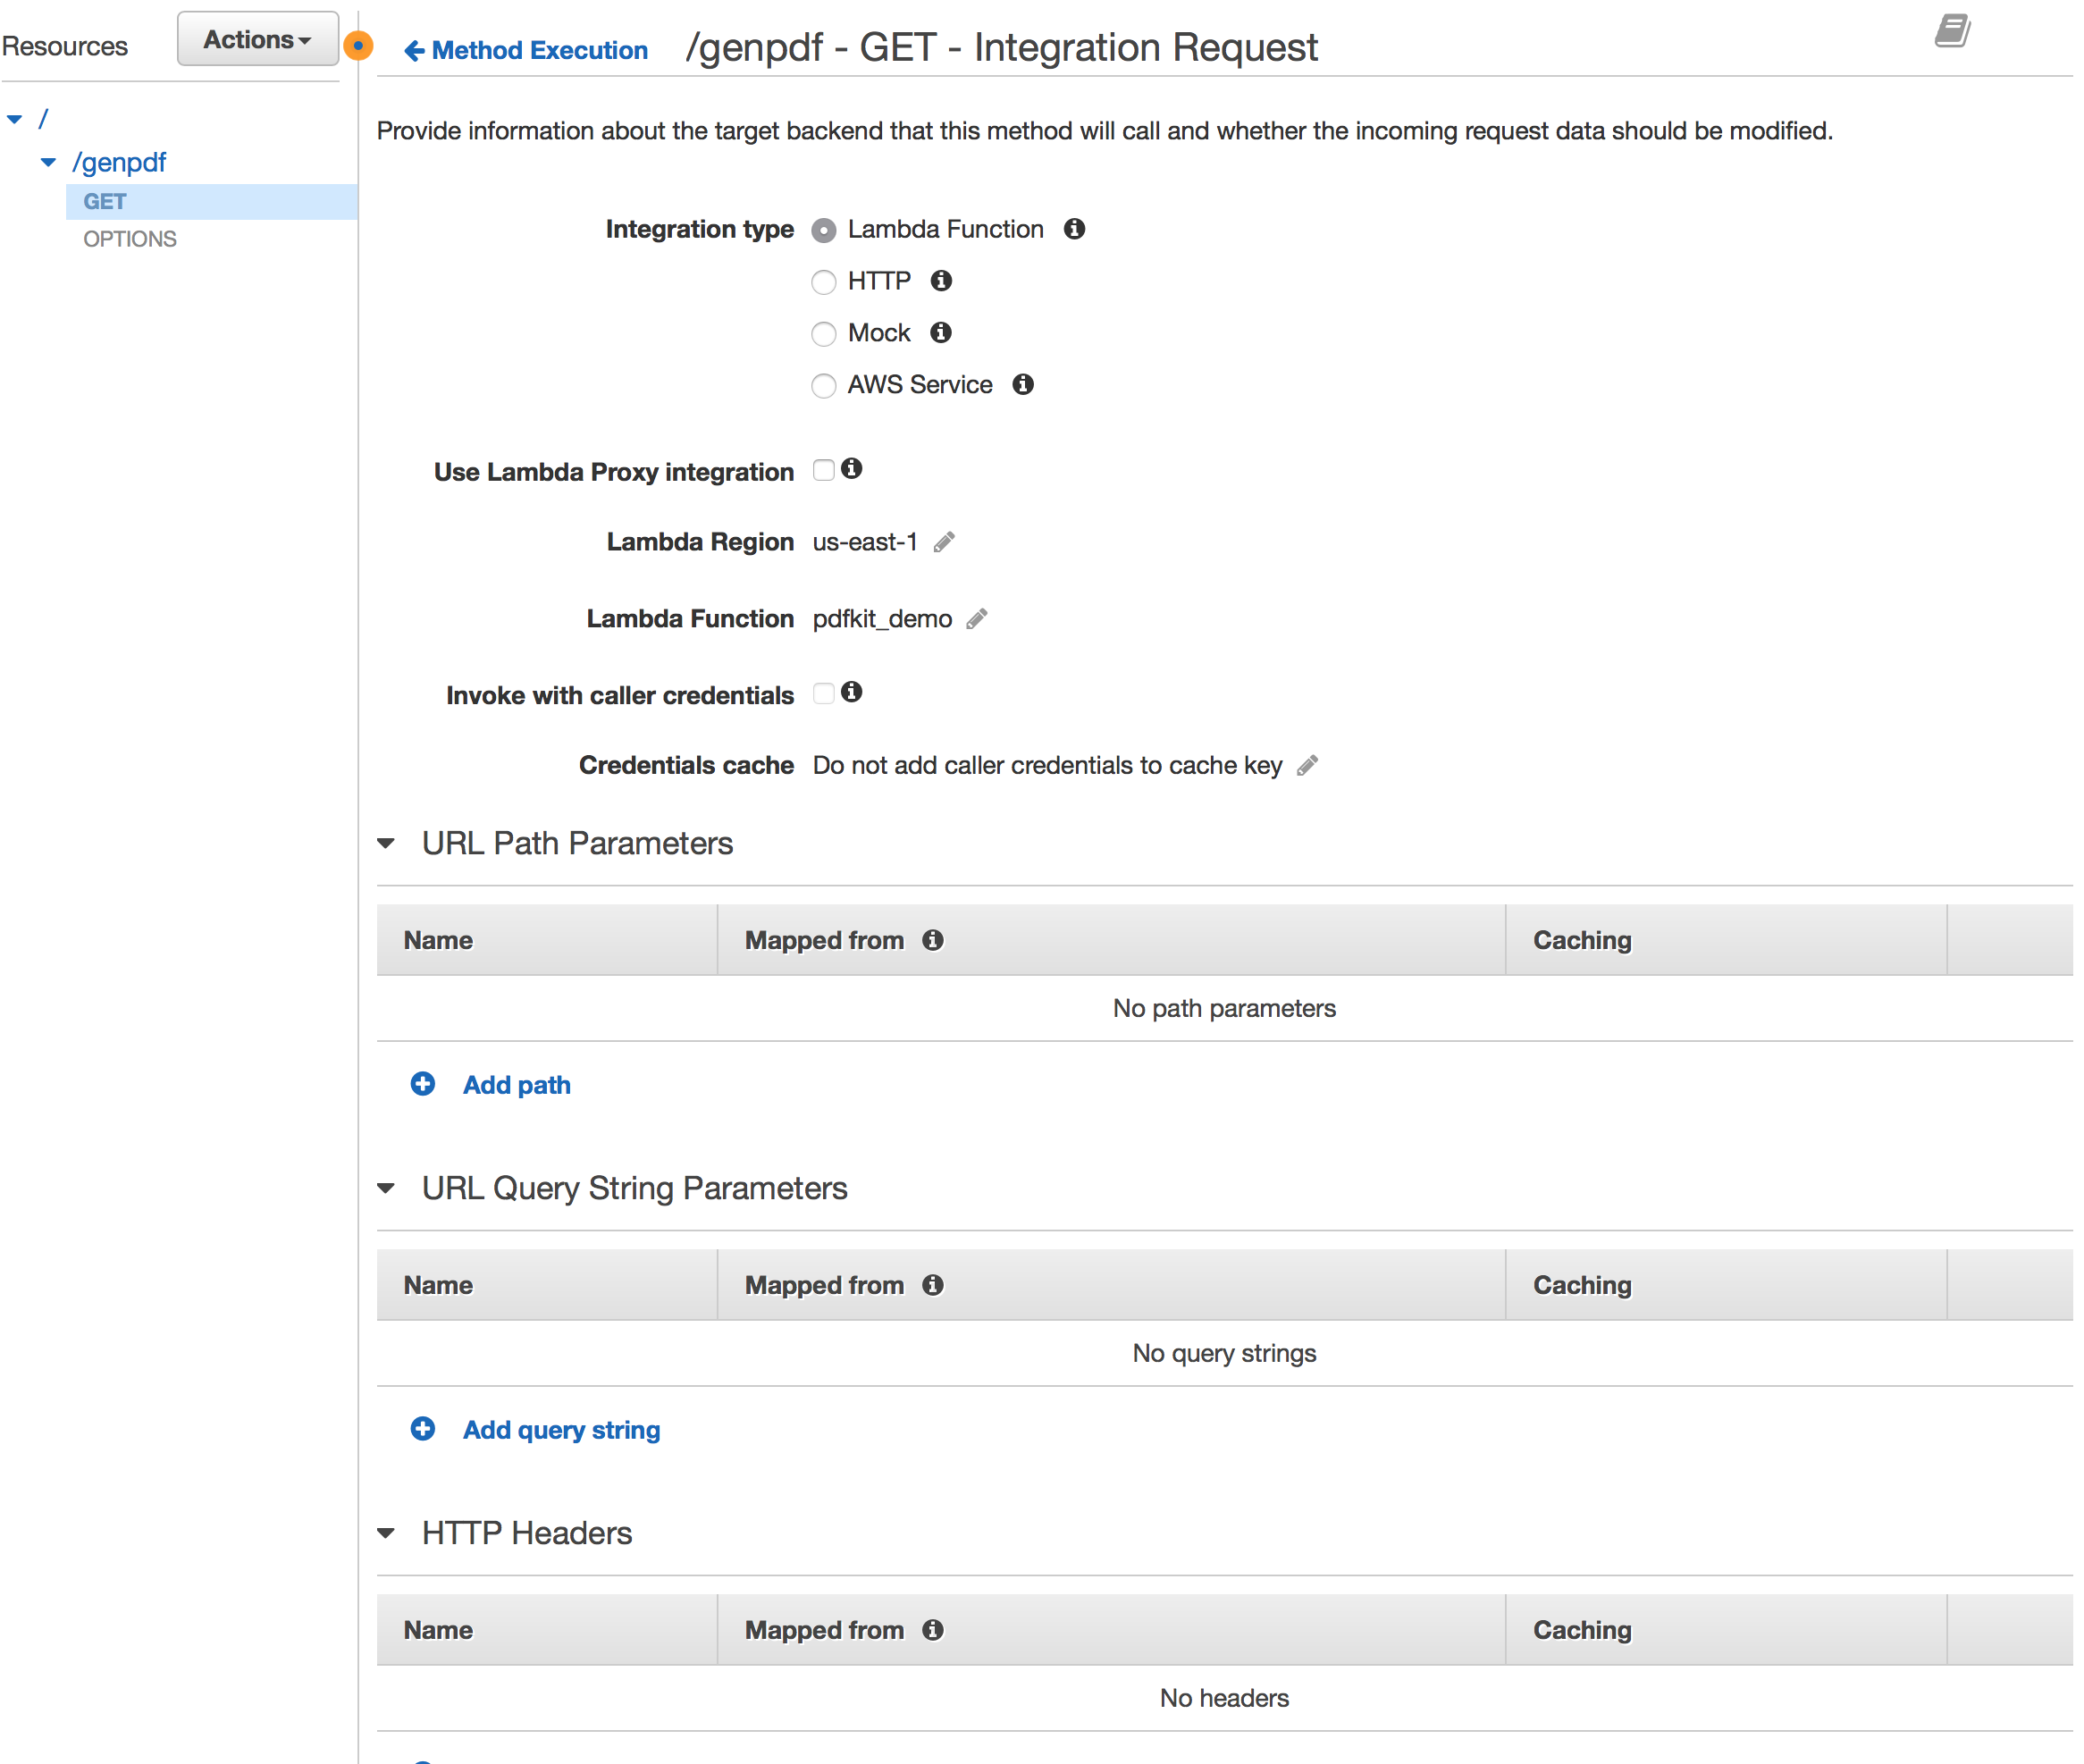 Resources
Actions
/
/genpdf
GET
OPTIONS
Method Execution /genpdf - GET - Integration Request
Provide information about the target backend that this method will call and whether the incoming request data should be modified.
Integration type Lambda Function
HTTP
Mock
AWS Service
Use Lambda Proxy integration
Lambda Region us-east-1
Lambda Function pdfkit_demo
Invoke with caller credentials
Credentials cache Do not add caller credentials to cache key
URL Path Parameters
Name Mapped from Caching
No path parameters
Add path
URL Query String Parameters
Name Mapped from Caching
No query strings
Add query string
HTTP Headers
Name Mapped from Caching
No headers